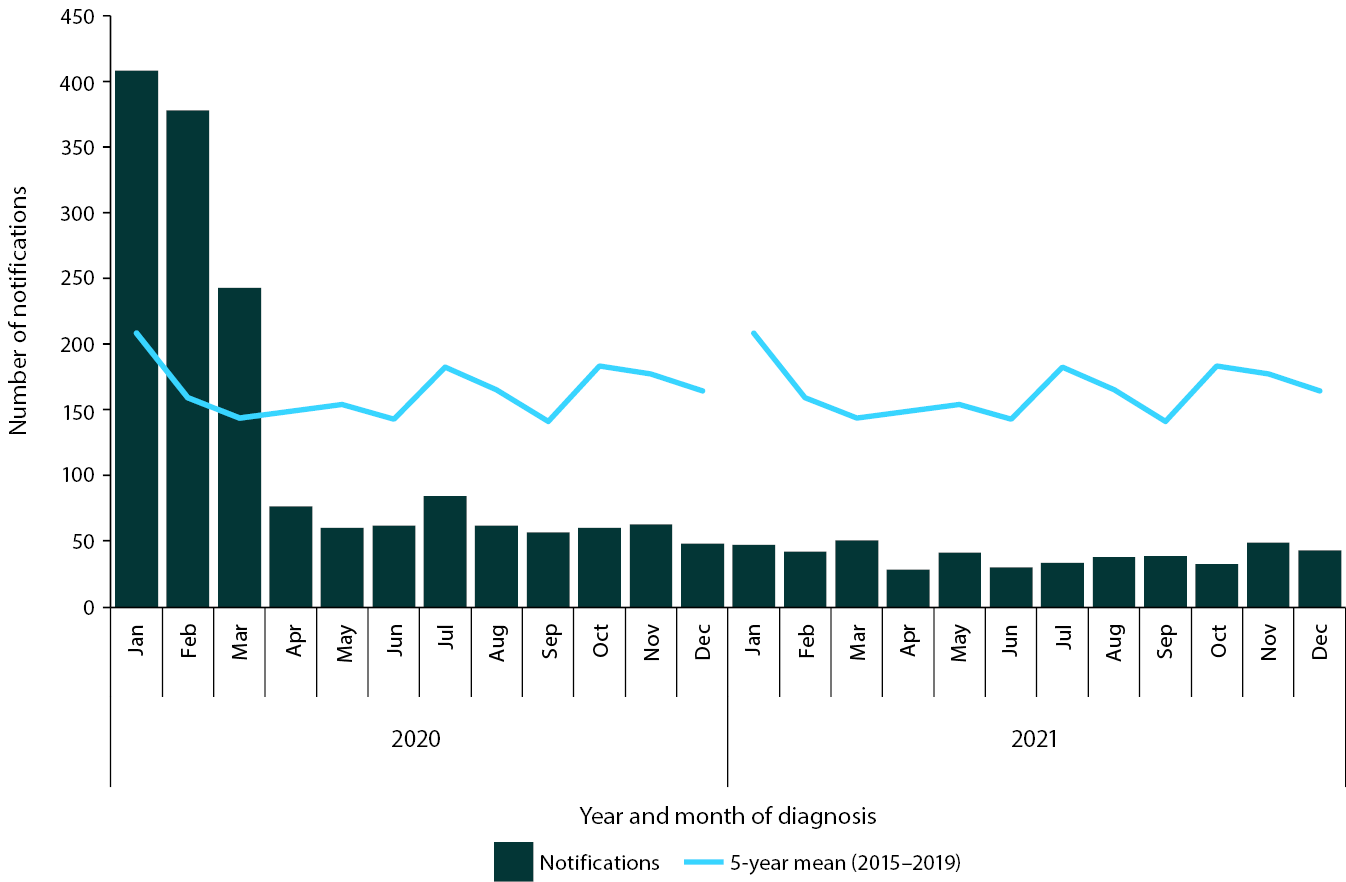 Number of notifications
450
400
350
300
250
200
150
100
50
0
Jan Feb Mar Apr May Jun Jul Aug Sep Oct Nov Dec Jan Feb Mar Apr May Jun Jul Aug Sep Oct Nov Dec
2020 2021
Year and month of diagnosis
Notifications 5-year mean (2015–2019)